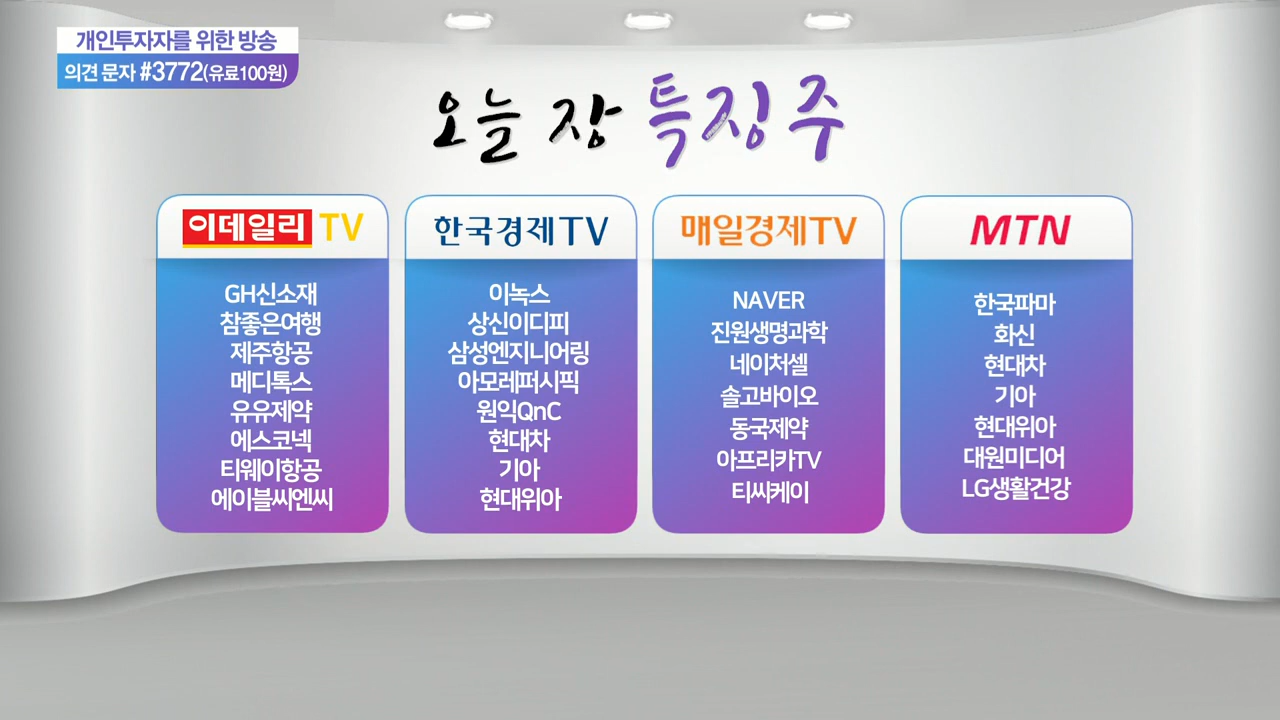 개인투자자를 위한 방송
의견 문자 #3772(유료100원)
오늘 장 특징주
이데일리 TV
GH신소재
참좋은여행
제주항공
메디톡스
유유제약
에스코넥
티웨이항공
에이블씨엔씨
한국경제TV
이녹스
상신이디피
삼성엔지니어링
아모레퍼시픽
원익QnC
현대차
기아
현대위아
매일경제TV
NAVER
진원생명과학
네이처셀
솔고바이오
동국제약
아프리카TV
티씨케이
MTN
한국파마
화신
현대차
기아
현대위아
대원미디어
LG생활건강